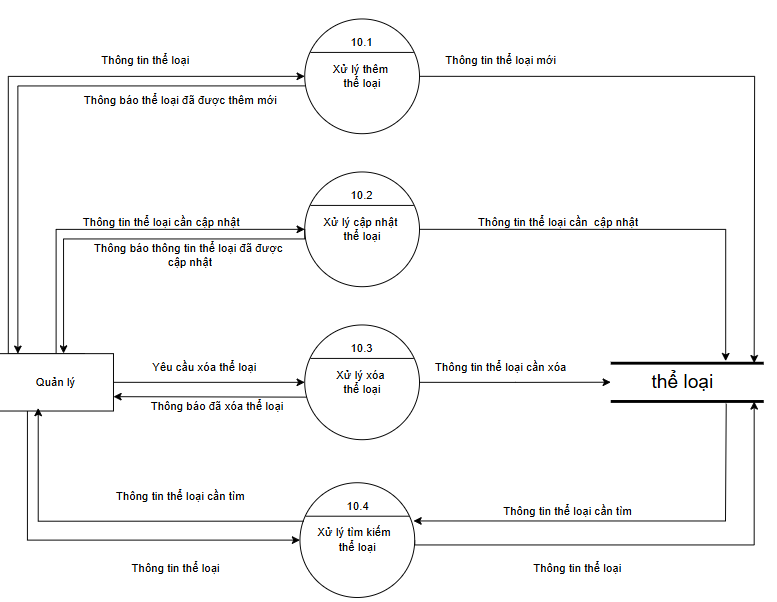 10.1
Xử lý thêm
thể loại
Thông tin thể loại
Thông tin thể loại mới
Thông báo thể loại đã được thêm mới
10.2
Xử lý cập nhật
thể loại
Thông tin thể loại cần cập nhật
Thông tin thể loại cần cập nhật
Thông báo thông tin thể loại đã được
cập nhật
10.3
Xử lý xóa
thể loại
Yêu cầu xóa thể loại
Thông tin thể loại cần xóa
Quản lý
thể loại
Thông báo đã xóa thể loại
Thông tin thể loại cần tìm
10.4
Xử lý tìm kiếm
thể loại
Thông tin thể loại cần tìm
Thông tin thể loại
Thông tin thể loại